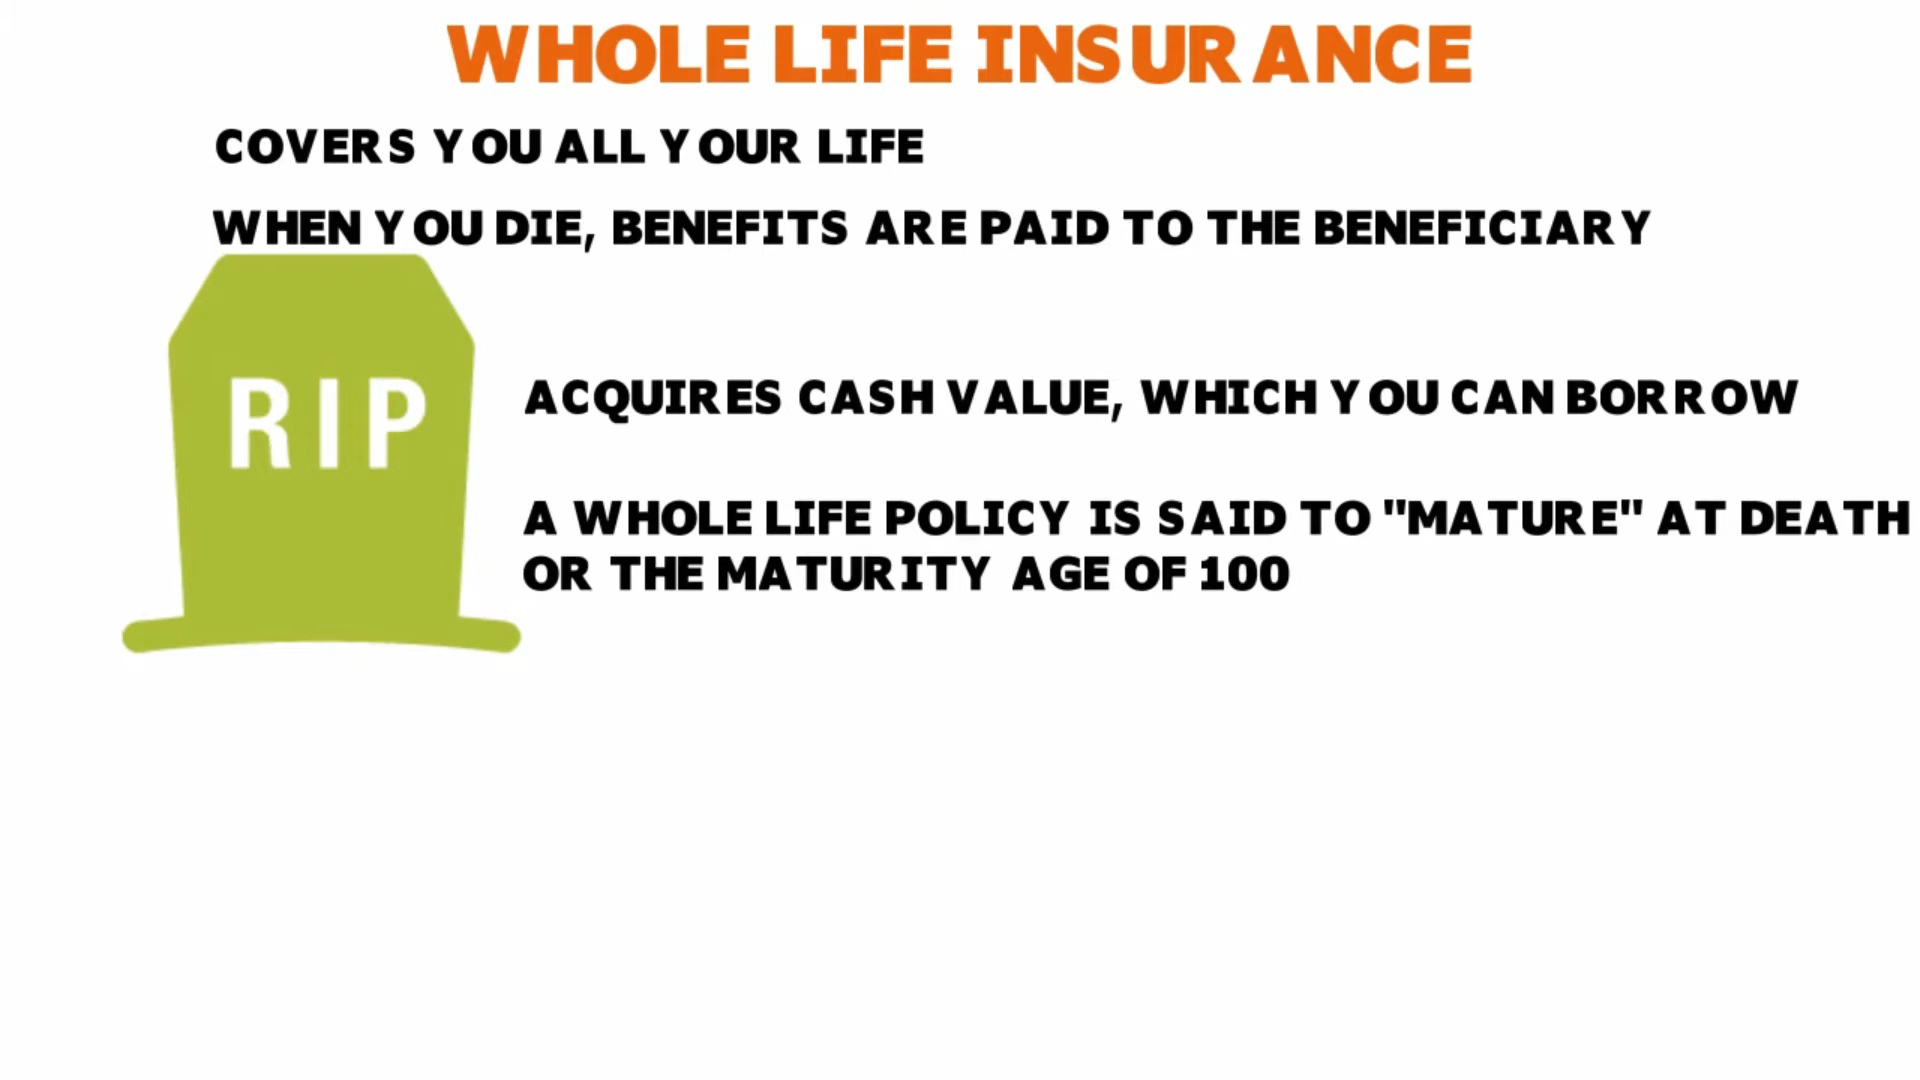 WHOLE LIFE INSURANCE
COVERS YOU ALL YOUR LIFE
WHEN YOU DIE, BENEFITS ARE PAID TO THE BENEFICIARY
RIP
ACQUIRES CASH VALUE, WHICH YOU CAN BORROW
A WHOLE LIFE POLICY IS SAID TO "MATURE" AT DEATH
OR THE MATURITY AGE OF 100